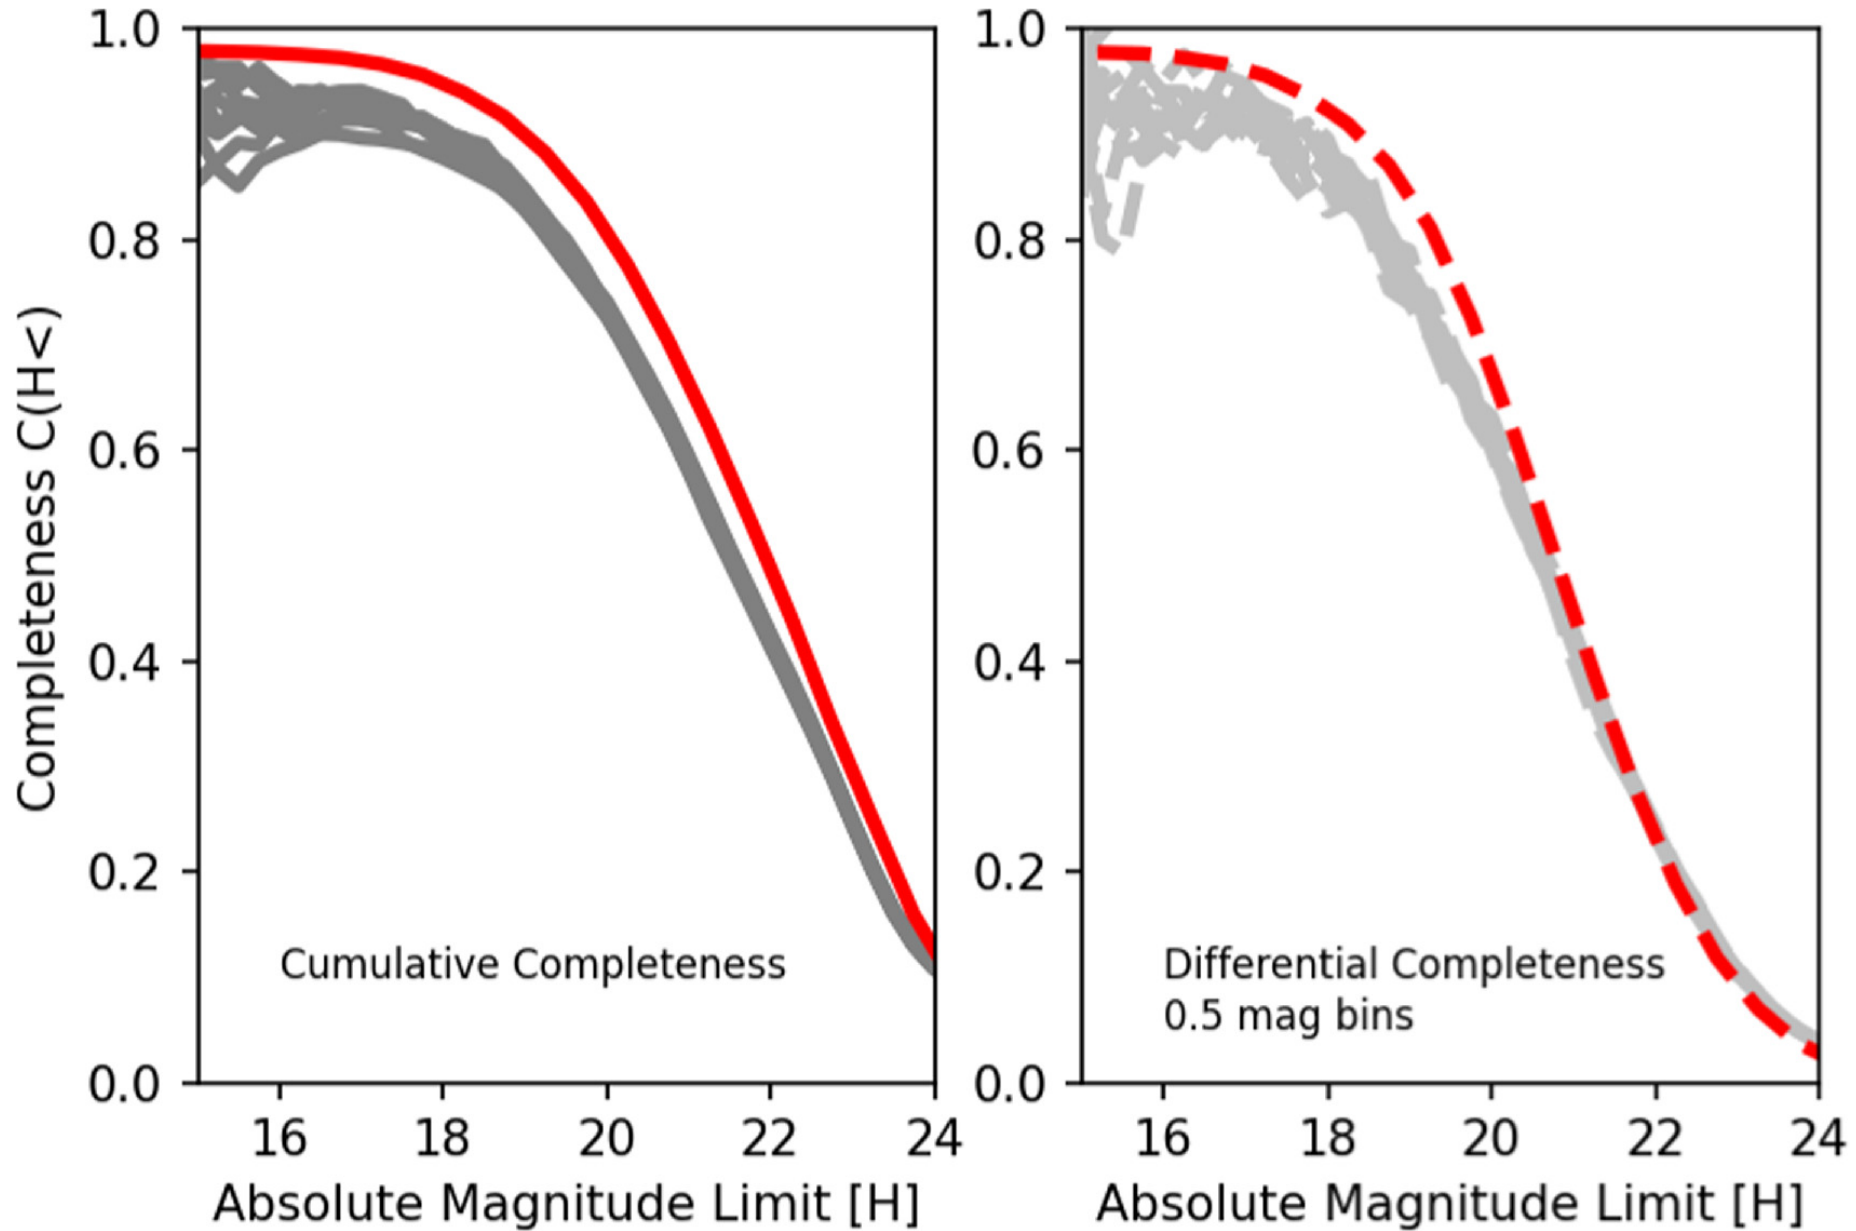 Completeness C(H<)
1.0
0.8
0.6
0.4
0.2
0.0
Cumulative Completeness
16 18 20 22 24
Absolute Magnitude Limit [H]
1.0
0.8
0.6
0.4
0.2
0.0
Differential Completeness
0.5 mag bins
16 18 20 22 24
Absolute Magnitude Limit [H]